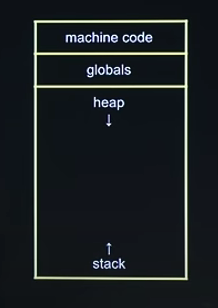 machine code
globals
heap
↓
↑
stack